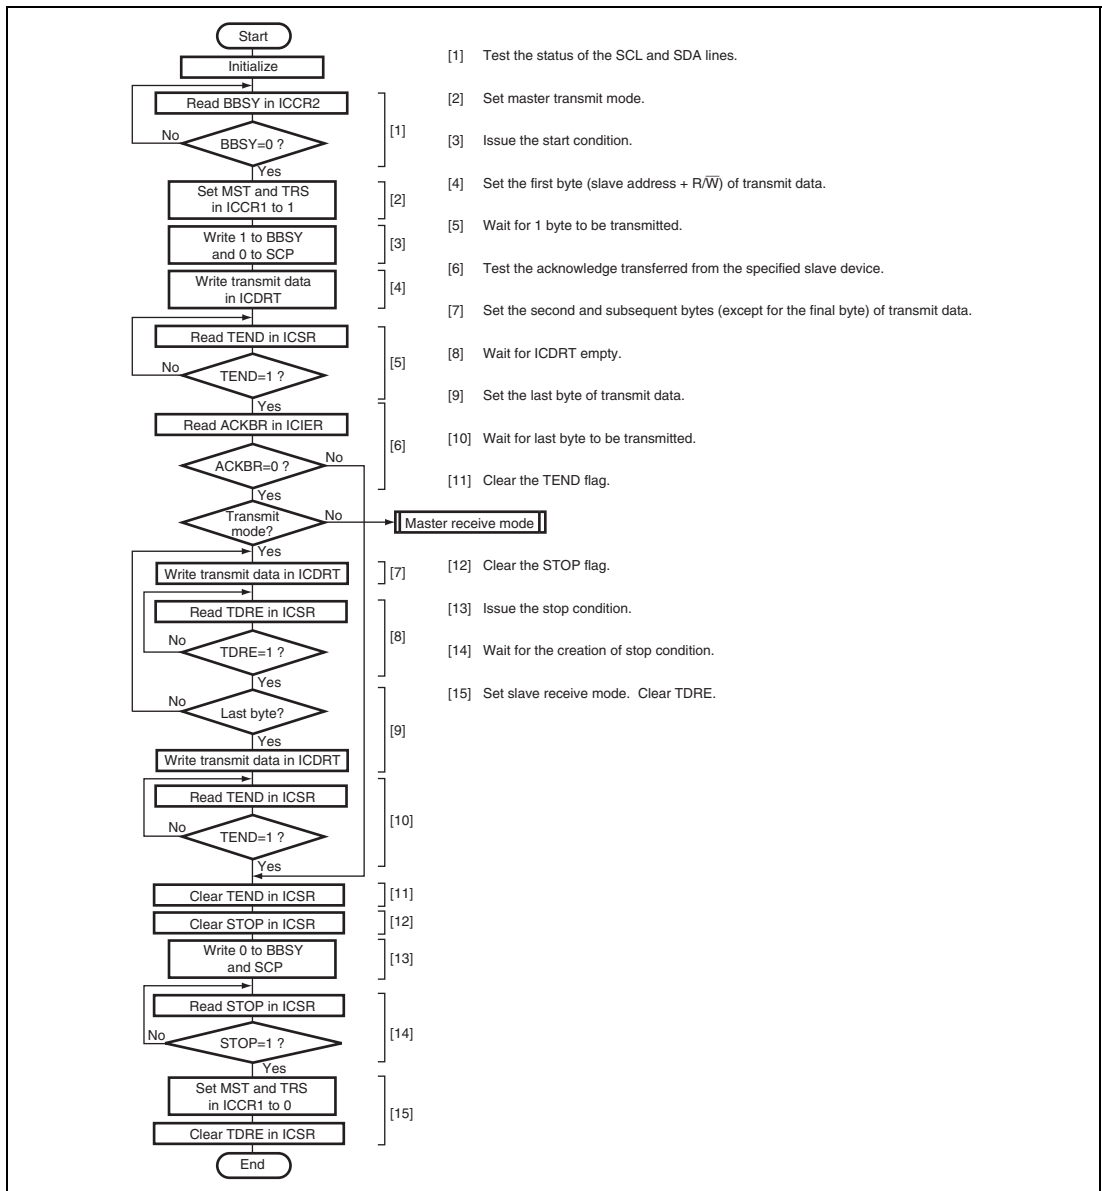 Start
Initialize
Read BBSY in ICCR2
BBSY=0 ?
No
Yes
[1]
Set MST and TRS
in ICCR1 to 1
[2]
Write 1 to BBSY
and 0 to SCP
[3]
Write transmit data
in ICDRT
[4]
Read TEND in ICSR
No
TEND=1 ?
Yes
[5]
Read ACKBR in ICIER
ACKBR=0 ?
No
Yes
[6]
Transmit
mode?
No
Master receive mode
Yes
Write transmit data in ICDRT
[7]
Read TDRE in ICSR
No
TDRE=1 ?
Yes
[8]
No
Last byte?
Yes
[9]
Write transmit data in ICDRT
Read TEND in ICSR
No
TEND=1 ?
Yes
[10]
Clear TEND in ICSR
[11]
Clear STOP in ICSR
[12]
Write 0 to BBSY
and SCP
[13]
Read STOP in ICSR
No
STOP=1 ?
Yes
[14]
Set MST and TRS
in ICCR1 to 0
[15]
Clear TDRE in ICSR
End
[1] Test the status of the SCL and SDA lines.
[2] Set master transmit mode.
[3] Issue the start condition.
[4] Set the first byte (slave address + R/W̅) of transmit data.
[5] Wait for 1 byte to be transmitted.
[6] Test the acknowledge transferred from the specified slave device.
[7] Set the second and subsequent bytes (except for the final byte) of transmit data.
[8] Wait for ICDRT empty.
[9] Set the last byte of transmit data.
[10] Wait for last byte to be transmitted.
[11] Clear the TEND flag.
[12] Clear the STOP flag.
[13] Issue the stop condition.
[14] Wait for the creation of stop condition.
[15] Set slave receive mode. Clear TDRE.